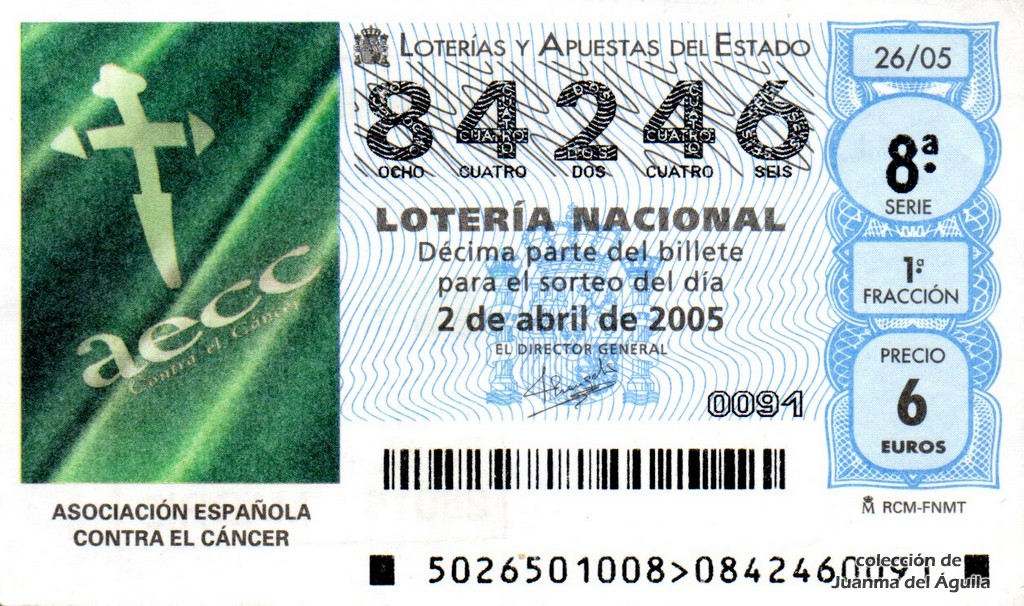 aecc
Contra el Cáncer
ASOCIACIÓN ESPAÑOLA
CONTRA EL CÁNCER
LOTERÍAS Y APUESTAS DEL ESTADO
84246
OCHO CUATRO DOS CUATRO SEIS
LOTERÍA NACIONAL
Décima parte del billete
para el sorteo del día
2 de abril de 2005
EL DIRECTOR GENERAL
0094
26/05
8ª
SERIE
1ª
FRACCIÓN
PRECIO
6
EUROS
RCM-FNMT
5026501008>0842460091
colección de
Juanma del Águila